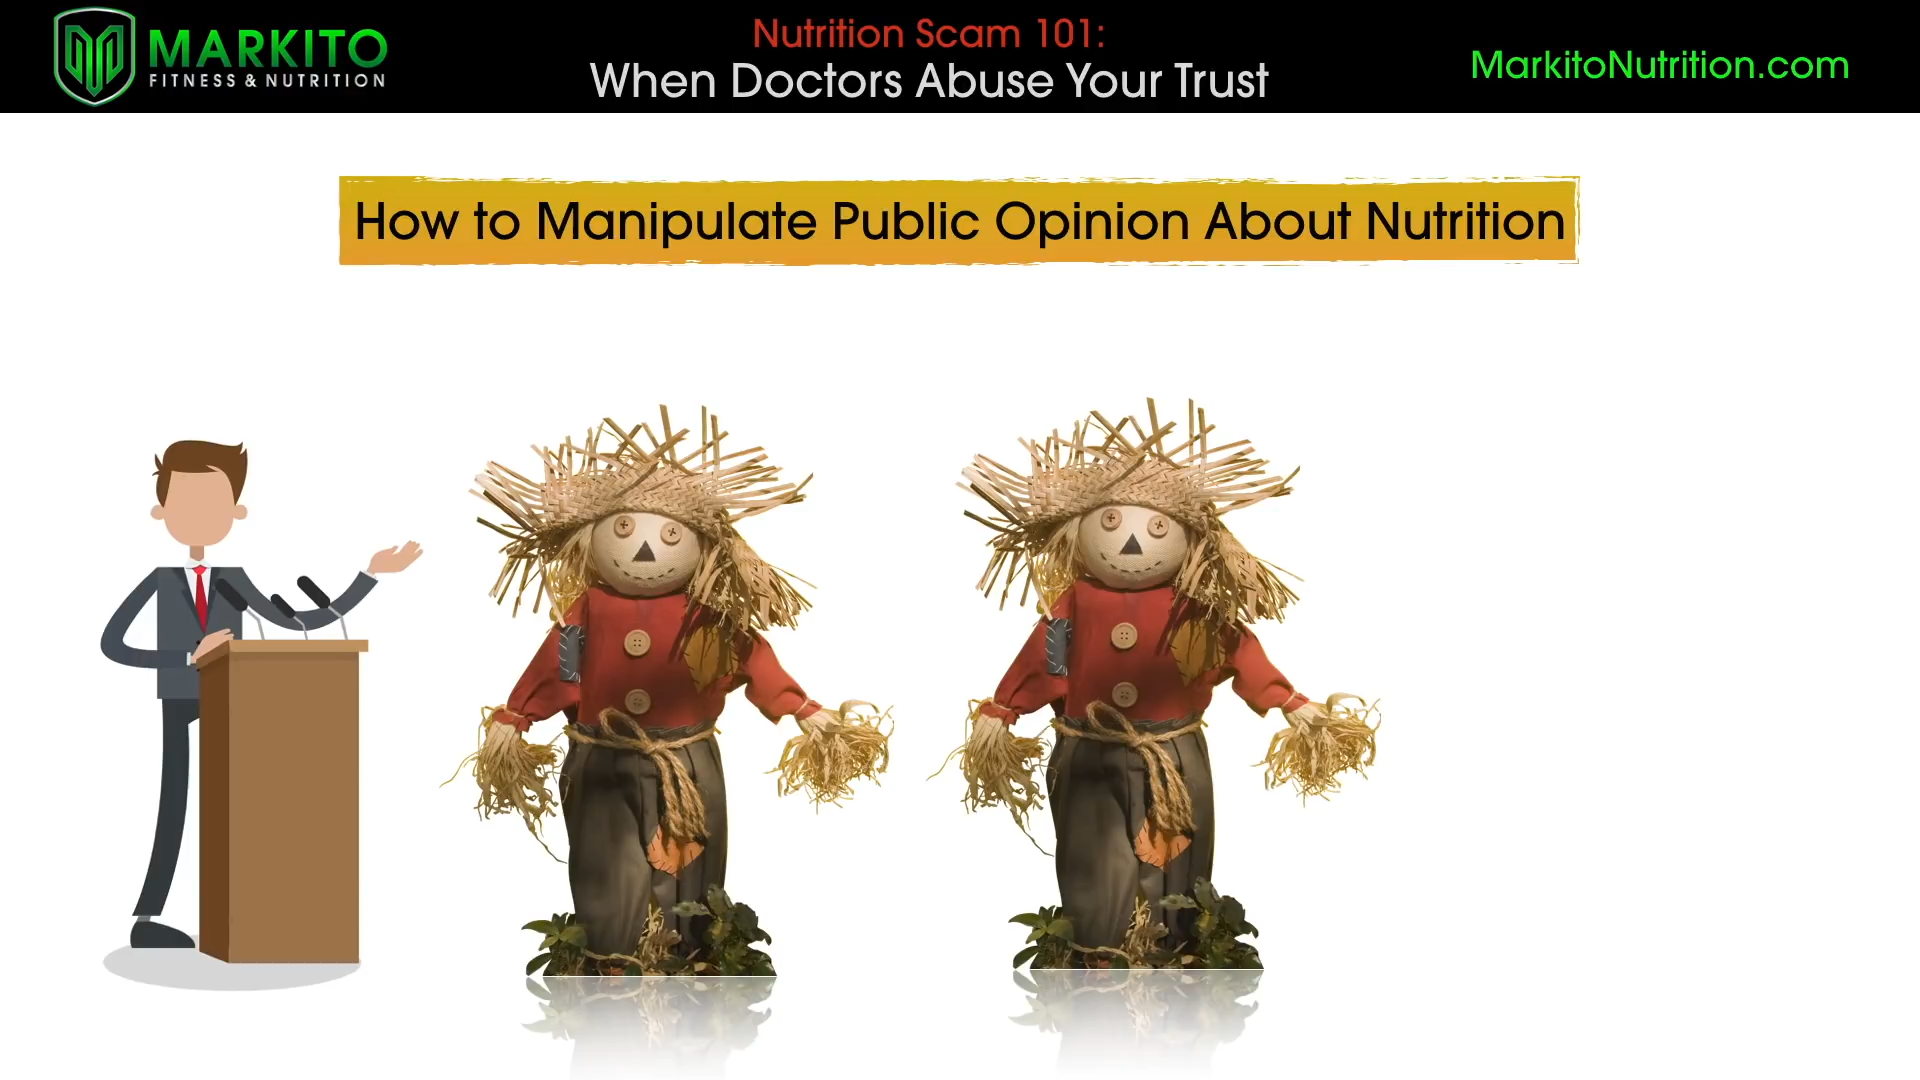 MARKITO
FITNESS & NUTRITION
Nutrition Scam 101:
When Doctors Abuse Your Trust
MarkitoNutrition.com
How to Manipulate Public Opinion About Nutrition